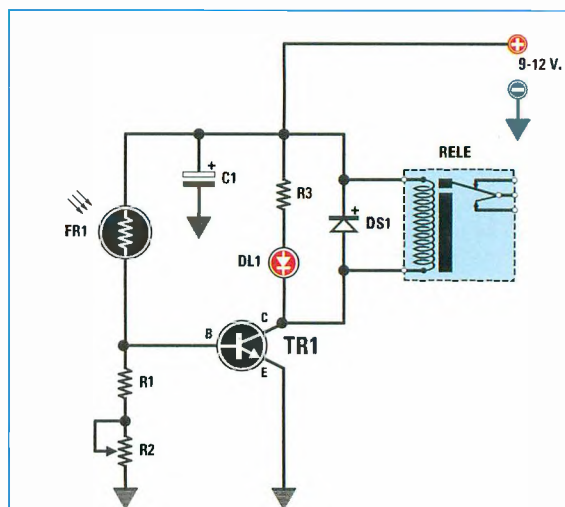 +
9-12 V.
−
RELE
+
C1
R3
+
DS1
FR1
DL1
C
B
TR1
E
R1
R2